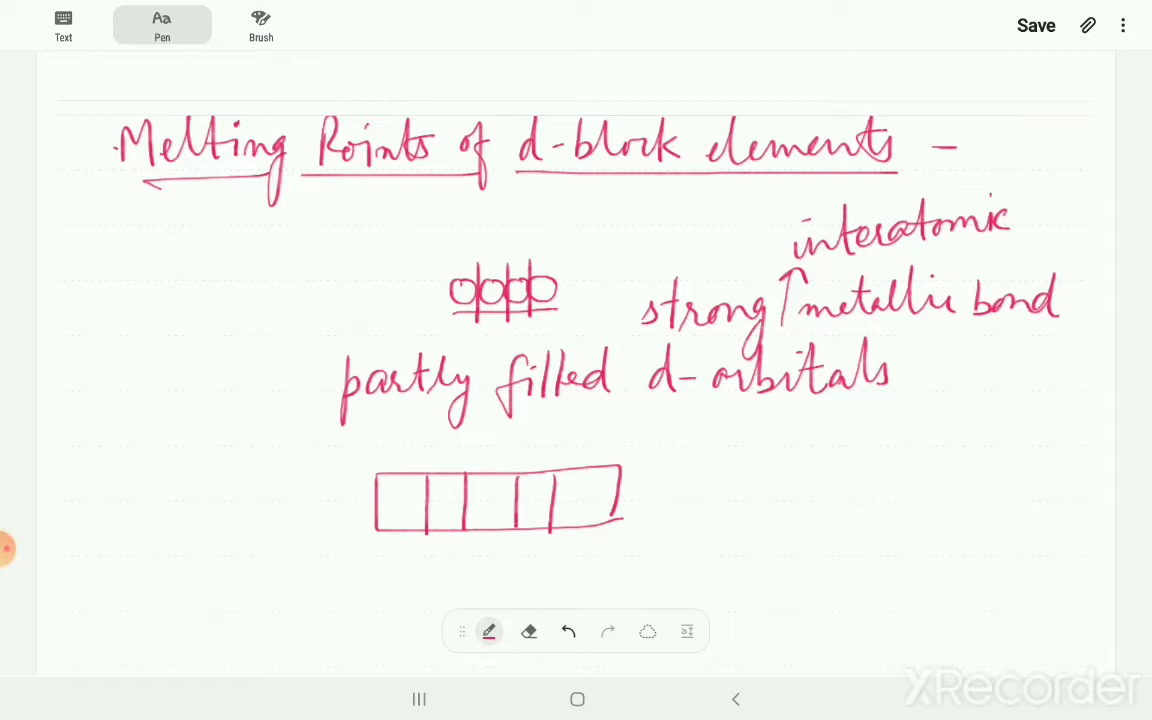 Text Pen Brush Save
Melting Points of d-block elements -
interatomic
strong metallic bond
partly filled d-orbitals
XRecorder